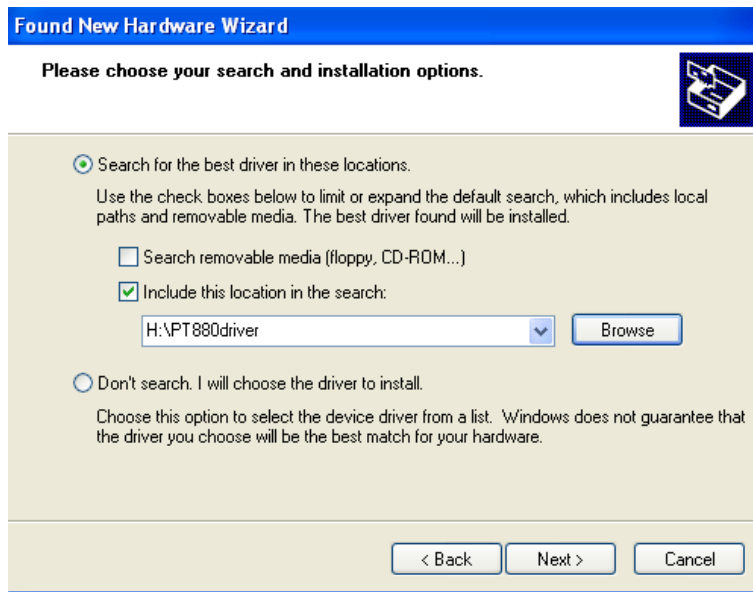 Found New Hardware Wizard
Please choose your search and installation options.
Search for the best driver in these locations.
Use the check boxes below to limit or expand the default search, which includes local
paths and removable media. The best driver found will be installed.
Search removable media (floppy, CD-ROM...)
Include this location in the search:
H:\PT880driver
Browse
Don't search. I will choose the driver to install.
Choose this option to select the device driver from a list. Windows does not guarantee that
the driver you choose will be the best match for your hardware.
< Back Next > Cancel